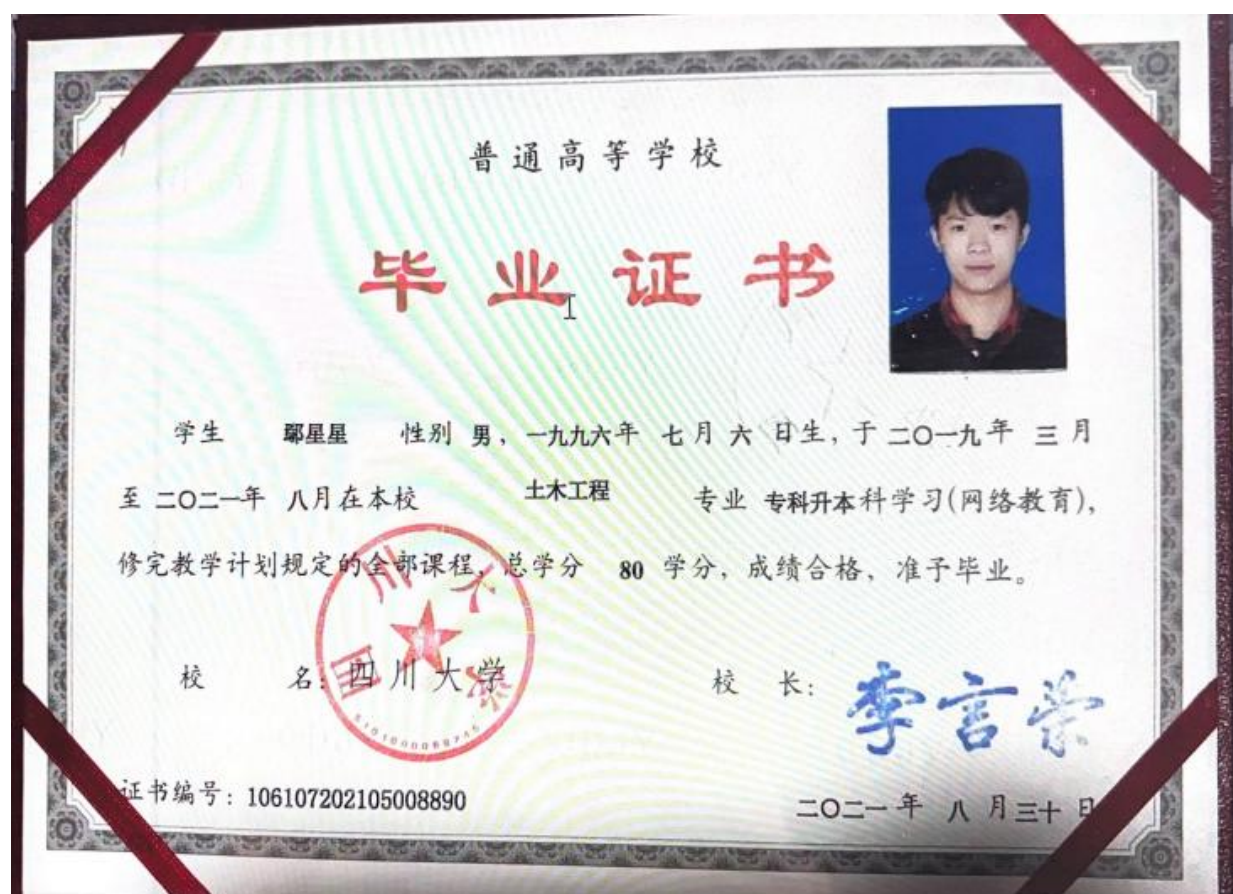 普通高等学校
毕业证书
学生 鄢星星 性别 男，一九九六年 七月 六 日生，于 二〇一九年 三月
至 二〇二一年 八月在本校 土木工程 专业 专科升本科学习(网络教育)，
修完教学计划规定的全部课程，总学分 80 学分，成绩合格，准予毕业。
校 名：四川大学 校 长：李言荣
四川大学
证书编号：106107202105008890 二〇二一年 八 月三十 日